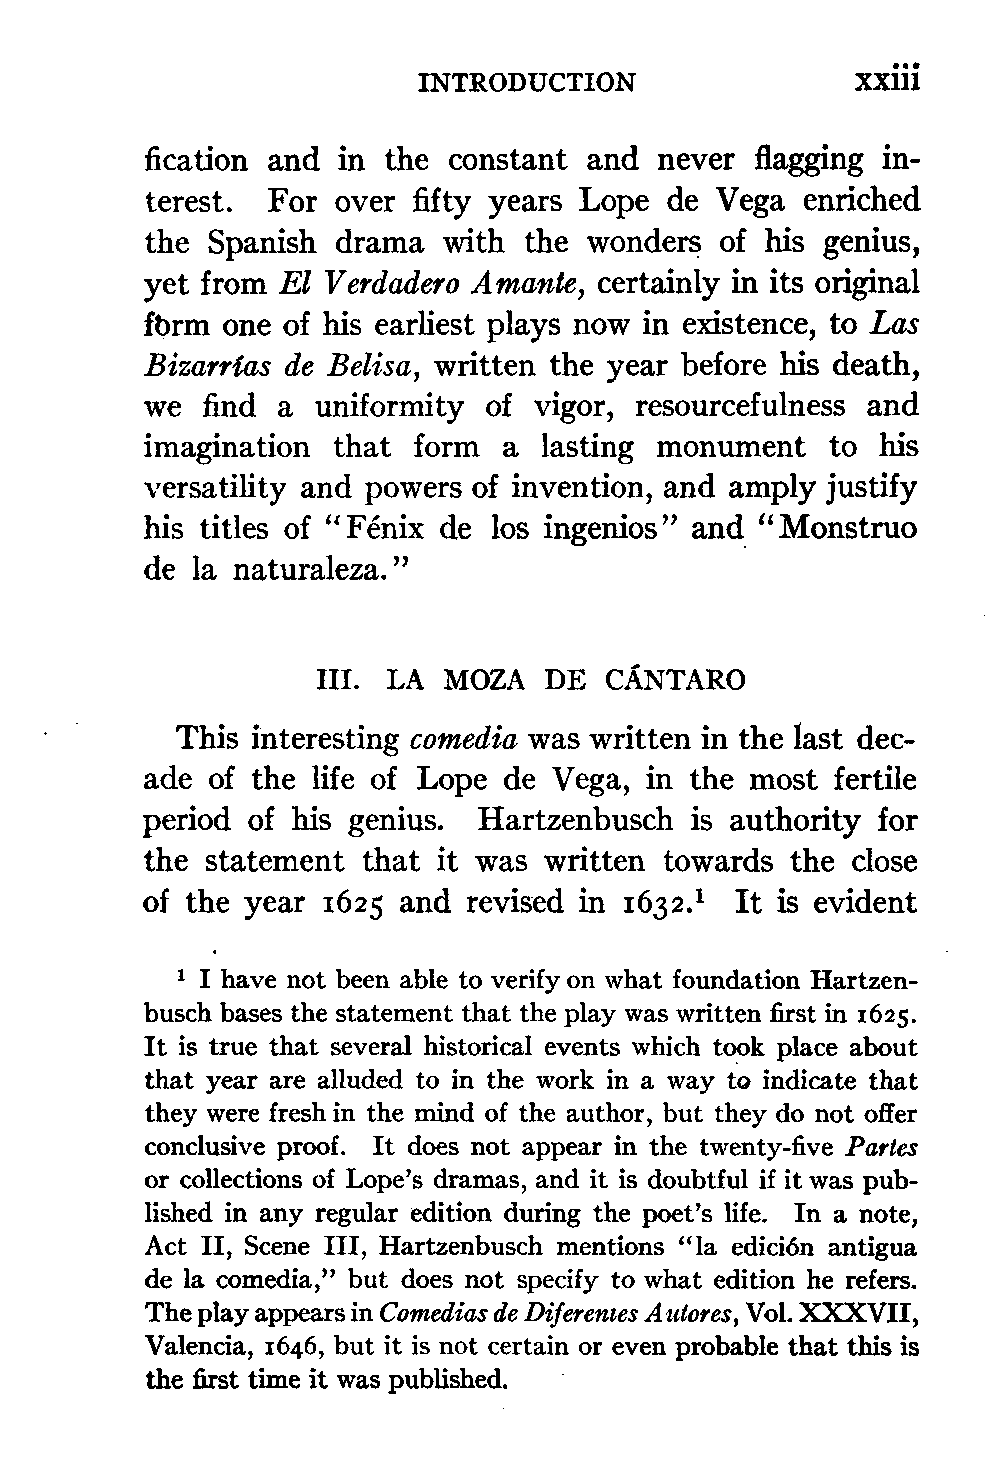 INTRODUCTION xxiii
fication and in the constant and never flagging in-
terest. For over fifty years Lope de Vega enriched
the Spanish drama with the wonders of his genius,
yet from El Verdadero Amante, certainly in its original
form one of his earliest plays now in existence, to Las
Bizarrías de Belisa, written the year before his death,
we find a uniformity of vigor, resourcefulness and
imagination that form a lasting monument to his
versatility and powers of invention, and amply justify
his titles of “Fénix de los ingenios” and “Monstruo
de la naturaleza.”
III. LA MOZA DE CÁNTARO
This interesting comedia was written in the last dec-
ade of the life of Lope de Vega, in the most fertile
period of his genius. Hartzenbusch is authority for
the statement that it was written towards the close
of the year 1625 and revised in 1632.¹ It is evident
¹ I have not been able to verify on what foundation Hartzen-
busch bases the statement that the play was written first in 1625.
It is true that several historical events which took place about
that year are alluded to in the work in a way to indicate that
they were fresh in the mind of the author, but they do not offer
conclusive proof. It does not appear in the twenty-five Partes
or collections of Lope's dramas, and it is doubtful if it was pub-
lished in any regular edition during the poet's life. In a note,
Act II, Scene III, Hartzenbusch mentions “la edición antigua
de la comedia,” but does not specify to what edition he refers.
The play appears in Comedias de Diferentes Autores, Vol. XXXVII,
Valencia, 1646, but it is not certain or even probable that this is
the first time it was published.